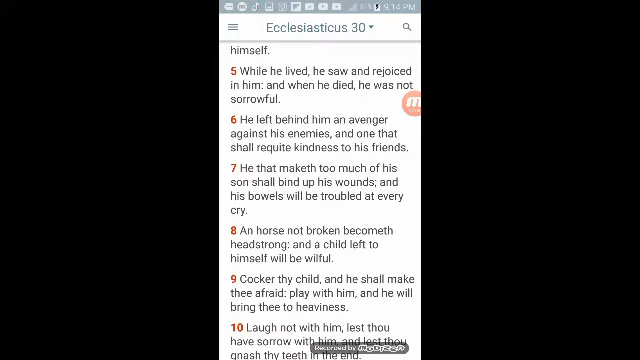 9:14 PM
Ecclesiasticus 30
himself.
5 While he lived, he saw and rejoiced
in him: and when he died, he was not
sorrowful.
6 He left behind him an avenger
against his enemies, and one that
shall requite kindness to his friends.
7 He that maketh too much of his
son shall bind up his wounds; and
his bowels will be troubled at every
cry.
8 An horse not broken becometh
headstrong: and a child left to
himself will be wilful.
9 Cocker thy child, and he shall make
thee afraid: play with him, and he will
bring thee to heaviness.
10 Laugh not with him, lest thou
have sorrow with him, and lest thou
gnash thy teeth in the end.
Recorded by